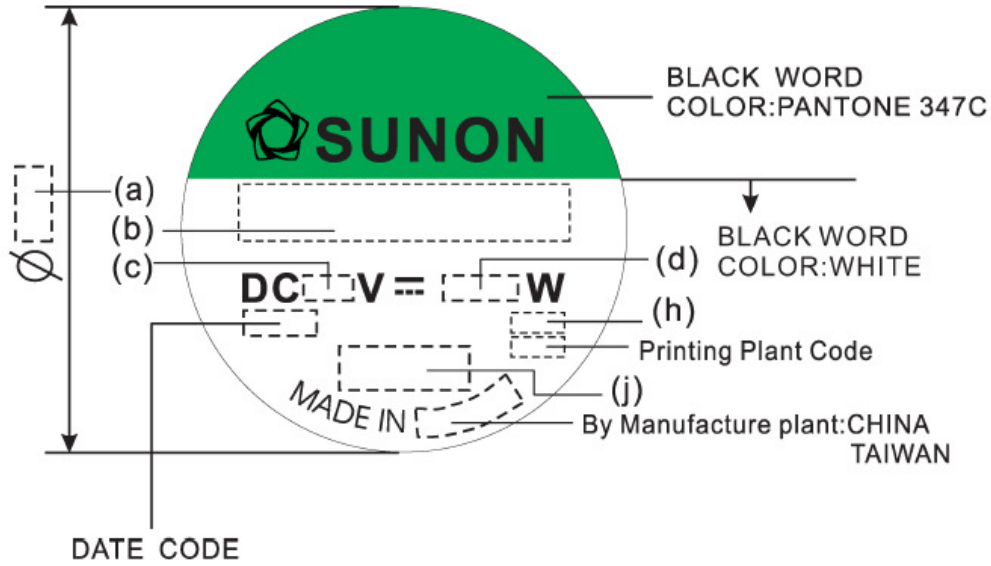 BLACK WORD
COLOR:PANTONE 347C
SUNON
(a)
(b)
(c)
Ø
BLACK WORD
COLOR:WHITE
(d)
DC V W
(h)
Printing Plant Code
(j)
MADE IN
By Manufacture plant:CHINA
TAIWAN
DATE CODE